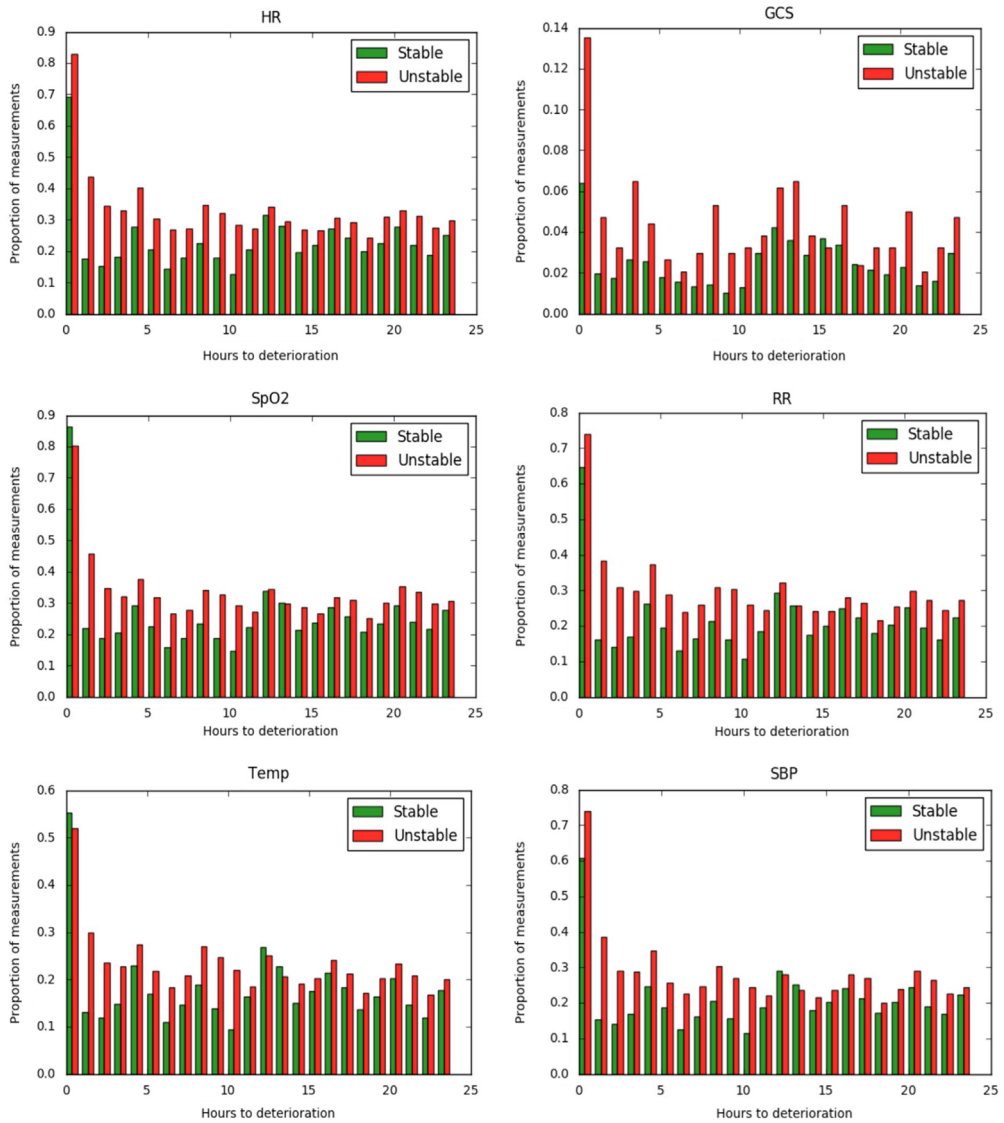 HR
0.9
0.8
0.7
0.6
0.5
0.4
0.3
0.2
0.1
0.0
Proportion of measurements
Stable
Unstable
0 5 10 15 20 25
Hours to deterioration
GCS
0.14
0.12
0.10
0.08
0.06
0.04
0.02
0.00
Proportion of measurements
Stable
Unstable
0 5 10 15 20 25
Hours to deterioration
SpO2
0.9
0.8
0.7
0.6
0.5
0.4
0.3
0.2
0.1
0.0
Proportion of measurements
Stable
Unstable
0 5 10 15 20 25
Hours to deterioration
RR
0.8
0.7
0.6
0.5
0.4
0.3
0.2
0.1
0.0
Proportion of measurements
Stable
Unstable
0 5 10 15 20 25
Hours to deterioration
Temp
0.6
0.5
0.4
0.3
0.2
0.1
0.0
Proportion of measurements
Stable
Unstable
0 5 10 15 20 25
Hours to deterioration
SBP
0.8
0.7
0.6
0.5
0.4
0.3
0.2
0.1
0.0
Proportion of measurements
Stable
Unstable
0 5 10 15 20 25
Hours to deterioration